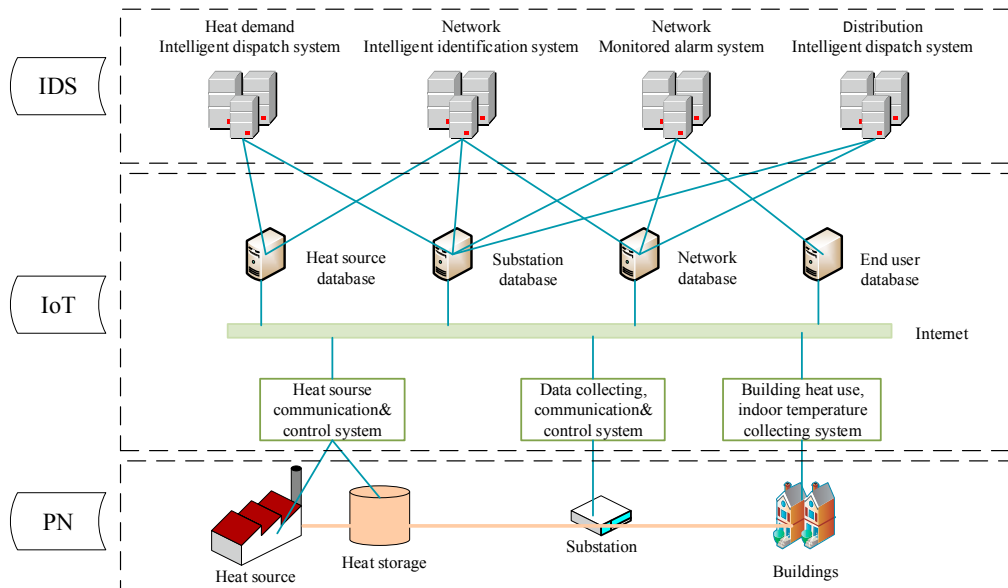 Heat demand
Intelligent dispatch system
Network
Intelligent identification system
Network
Monitored alarm system
Distribution
Intelligent dispatch system
IDS
Heat source
database
Substation
database
Network
database
End user
database
IoT
Internet
Heat sourse
communication&
control system
Data collecting,
communication&
control system
Building heat use,
indoor temperature
collecting system
PN
Heat source
Heat storage
Substation
Buildings